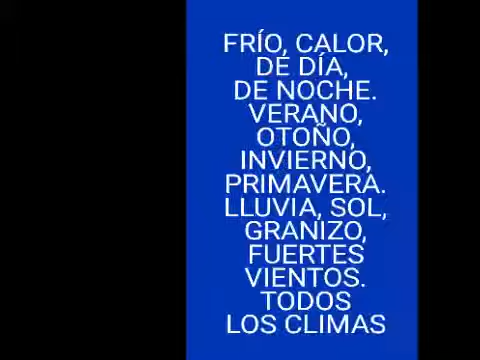 FRÍO, CALOR,
DE DÍA,
DE NOCHE.
VERANO,
OTOÑO,
INVIERNO,
PRIMAVERA.
LLUVIA, SOL,
GRANIZO,
FUERTES
VIENTOS.
TODOS
LOS CLIMAS